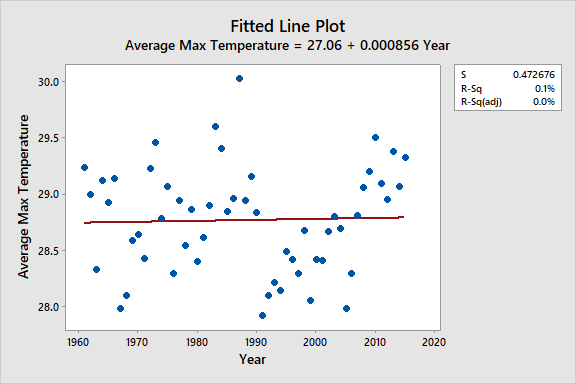 Fitted Line Plot
Average Max Temperature = 27.06 + 0.000856 Year
S 0.472676
R-Sq 0.1%
R-Sq(adj) 0.0%
Average Max Temperature
30.0
29.5
29.0
28.5
28.0
1960 1970 1980 1990 2000 2010 2020
Year